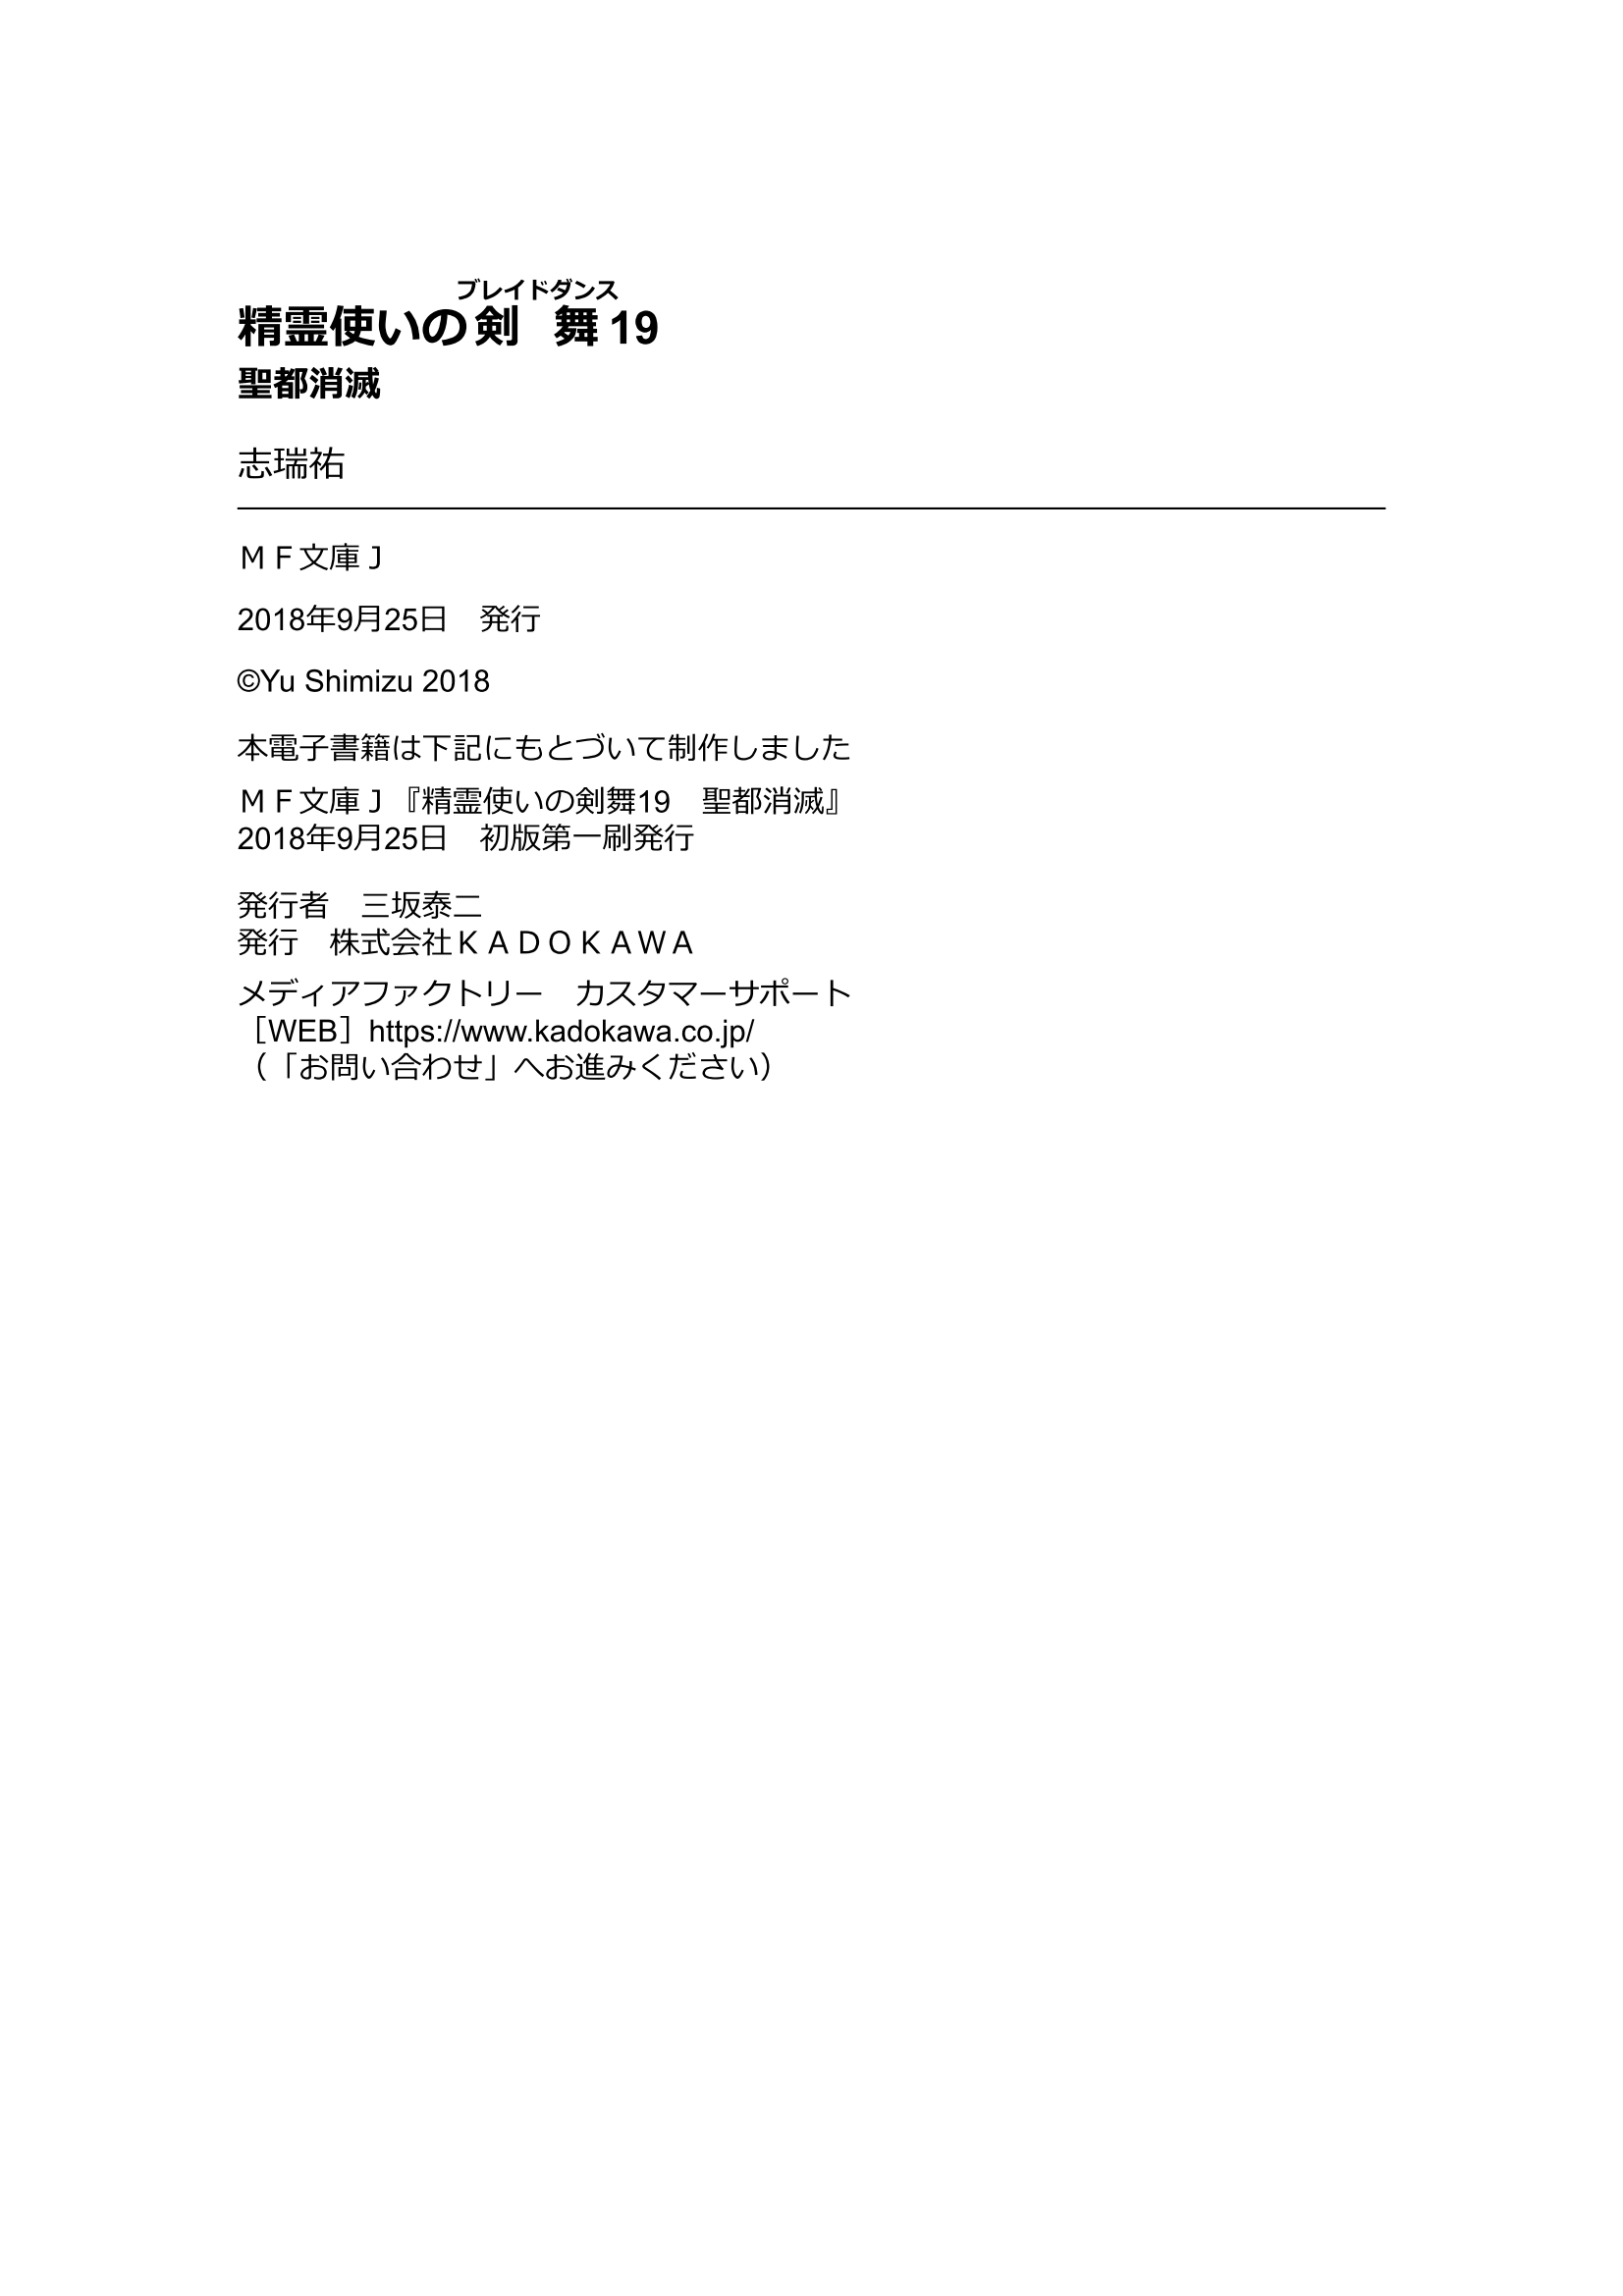 ブレイドダンス
精霊使いの剣舞19
聖都消滅
志瑞祐
ＭＦ文庫Ｊ
2018年9月25日　発行
©Yu Shimizu 2018
本電子書籍は下記にもとづいて制作しました
ＭＦ文庫Ｊ『精霊使いの剣舞19　聖都消滅』
2018年9月25日　初版第一刷発行
発行者　三坂泰二
発行　株式会社ＫＡＤＯＫＡＷＡ
メディアファクトリー　カスタマーサポート
［WEB］https://www.kadokawa.co.jp/
（「お問い合わせ」へお進みください）